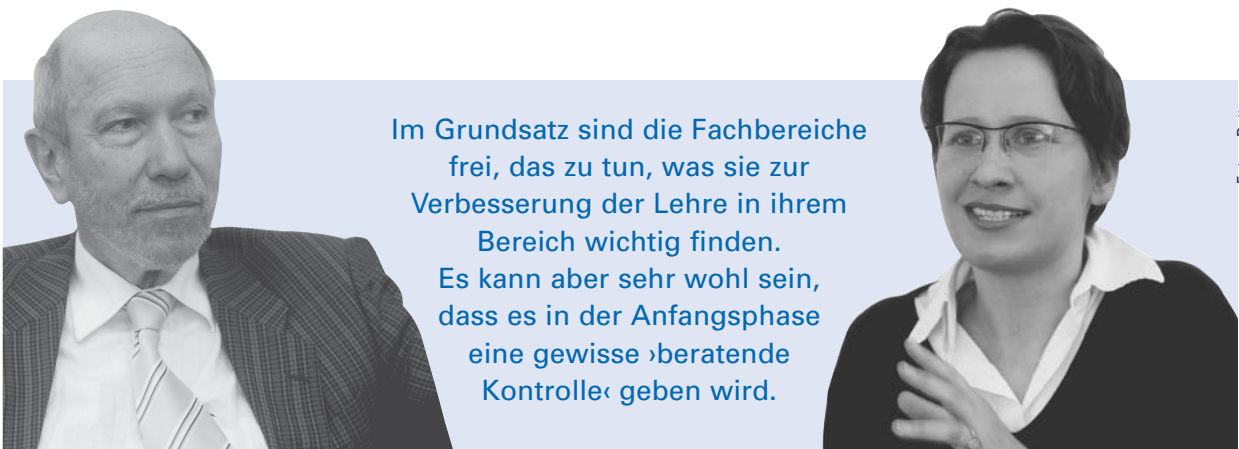 Im Grundsatz sind die Fachbereiche
frei, das zu tun, was sie zur
Verbesserung der Lehre in ihrem
Bereich wichtig finden.
Es kann aber sehr wohl sein,
dass es in der Anfangsphase
eine gewisse ›beratende
Kontrolle‹ geben wird.